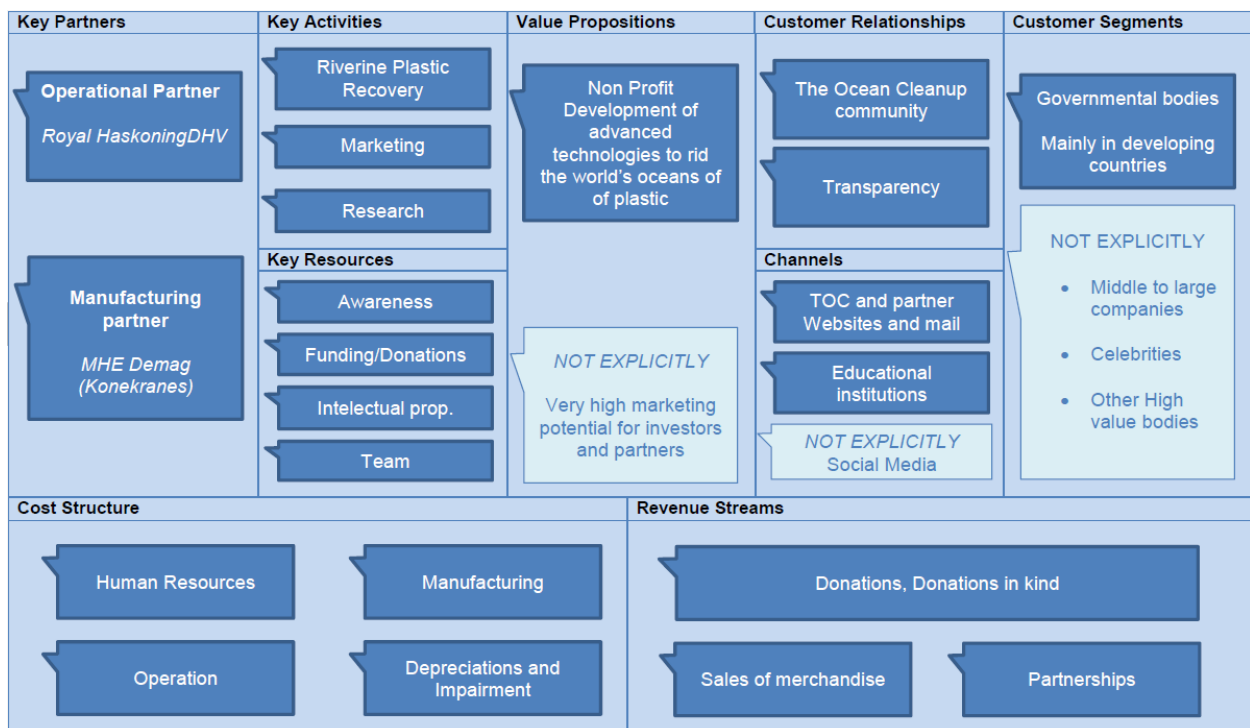 Key Partners
Operational Partner
Royal HaskoningDHV
Manufacturing
partner
MHE Demag
(Konekranes)
Key Activities
Riverine Plastic
Recovery
Marketing
Research
Key Resources
Awareness
Funding/Donations
Intelectual prop.
Team
Value Propositions
Non Profit
Development of
advanced
technologies to rid
the world's oceans of
of plastic
NOT EXPLICITLY
Very high marketing
potential for investors
and partners
Customer Relationships
The Ocean Cleanup
community
Transparency
Channels
TOC and partner
Websites and mail
Educational
institutions
NOT EXPLICITLY
Social Media
Customer Segments
Governmental bodies
Mainly in developing
countries
NOT EXPLICITLY
• Middle to large
companies
• Celebrities
• Other High
value bodies
Cost Structure
Human Resources
Manufacturing
Operation
Depreciations and
Impairment
Revenue Streams
Donations, Donations in kind
Sales of merchandise
Partnerships